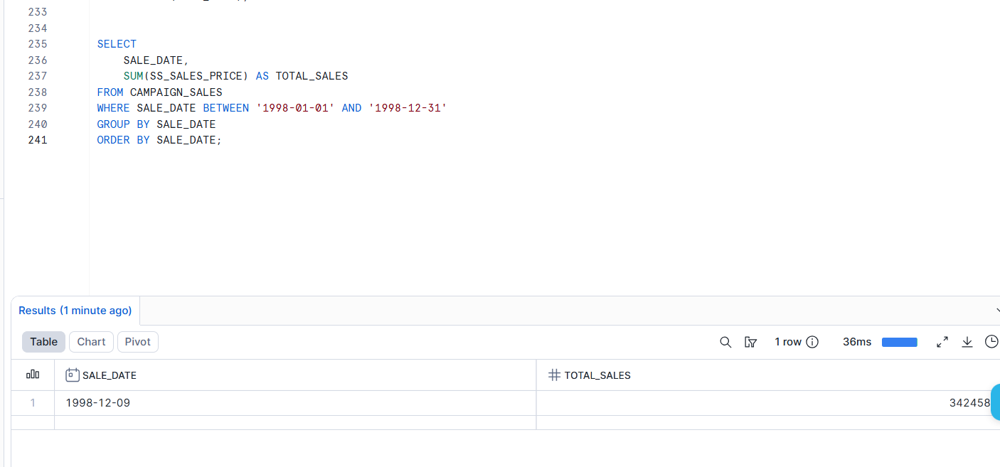 233
234
235 SELECT
236 SALE_DATE,
237 SUM(SS_SALES_PRICE) AS TOTAL_SALES
238 FROM CAMPAIGN_SALES
239 WHERE SALE_DATE BETWEEN '1998-01-01' AND '1998-12-31'
240 GROUP BY SALE_DATE
241 ORDER BY SALE_DATE;
Results (1 minute ago)
Table Chart Pivot 1 row 36ms
SALE_DATE TOTAL_SALES
1 1998-12-09 342458